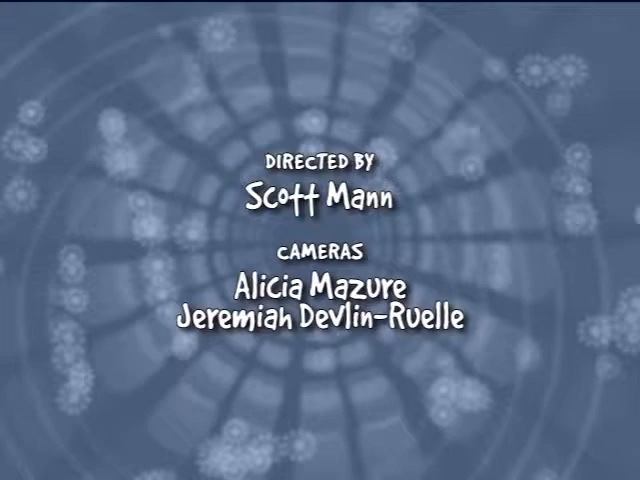 DIRECTED BY
Scott Mann
CAMERAS
Alicia Mazure
Jeremiah Devlin-Ruelle